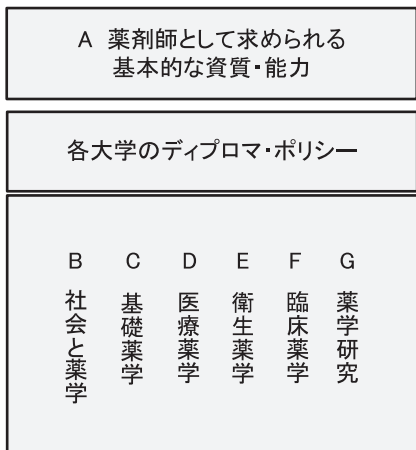 A 薬剤師として求められる
基本的な資質・能力
各大学のディプロマ・ポリシー
B 社会と薬学
C 基礎薬学
D 医療薬学
E 衛生薬学
F 臨床薬学
G 薬学研究